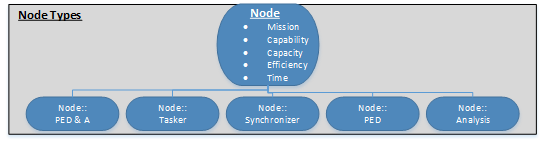 Node Types
Node
• Mission
• Capability
• Capacity
• Efficiency
• Time
Node::
PED & A
Node::
Tasker
Node::
Synchronizer
Node::
PED
Node::
Analysis